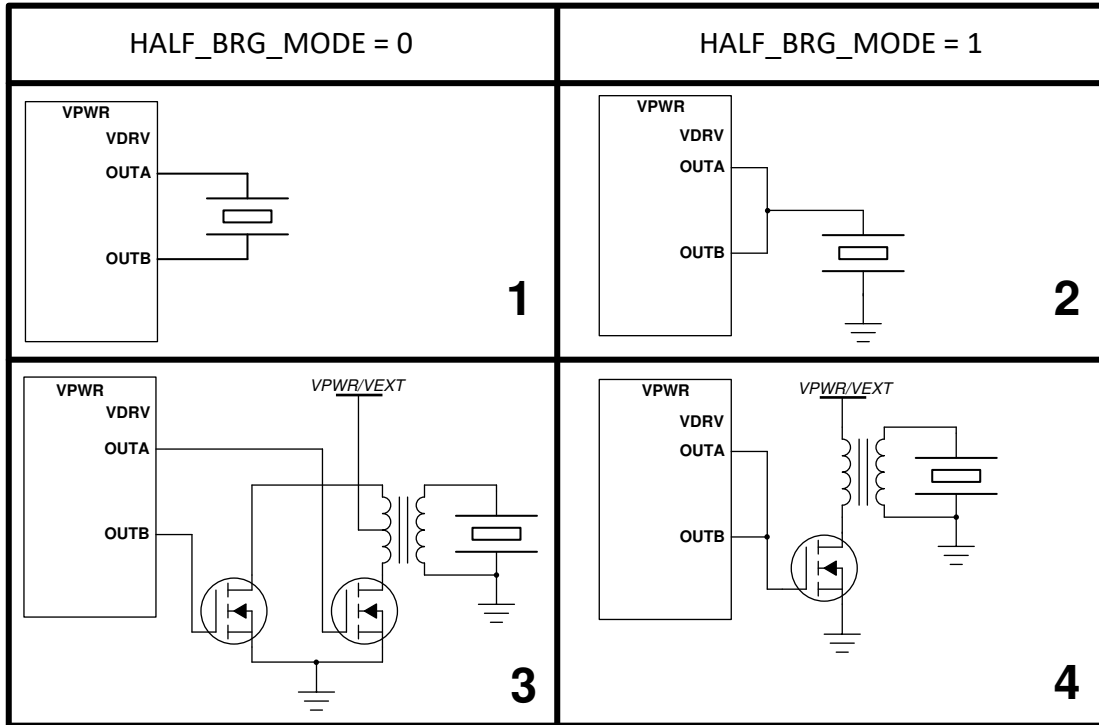 HALF_BRG_MODE = 0
HALF_BRG_MODE = 1
VPWR
VDRV
OUTA
OUTB
1
VPWR
VDRV
OUTA
OUTB
2
VPWR
VDRV
OUTA
OUTB
VPWR/VEXT
3
VPWR
VDRV
OUTA
OUTB
VPWR/VEXT
4